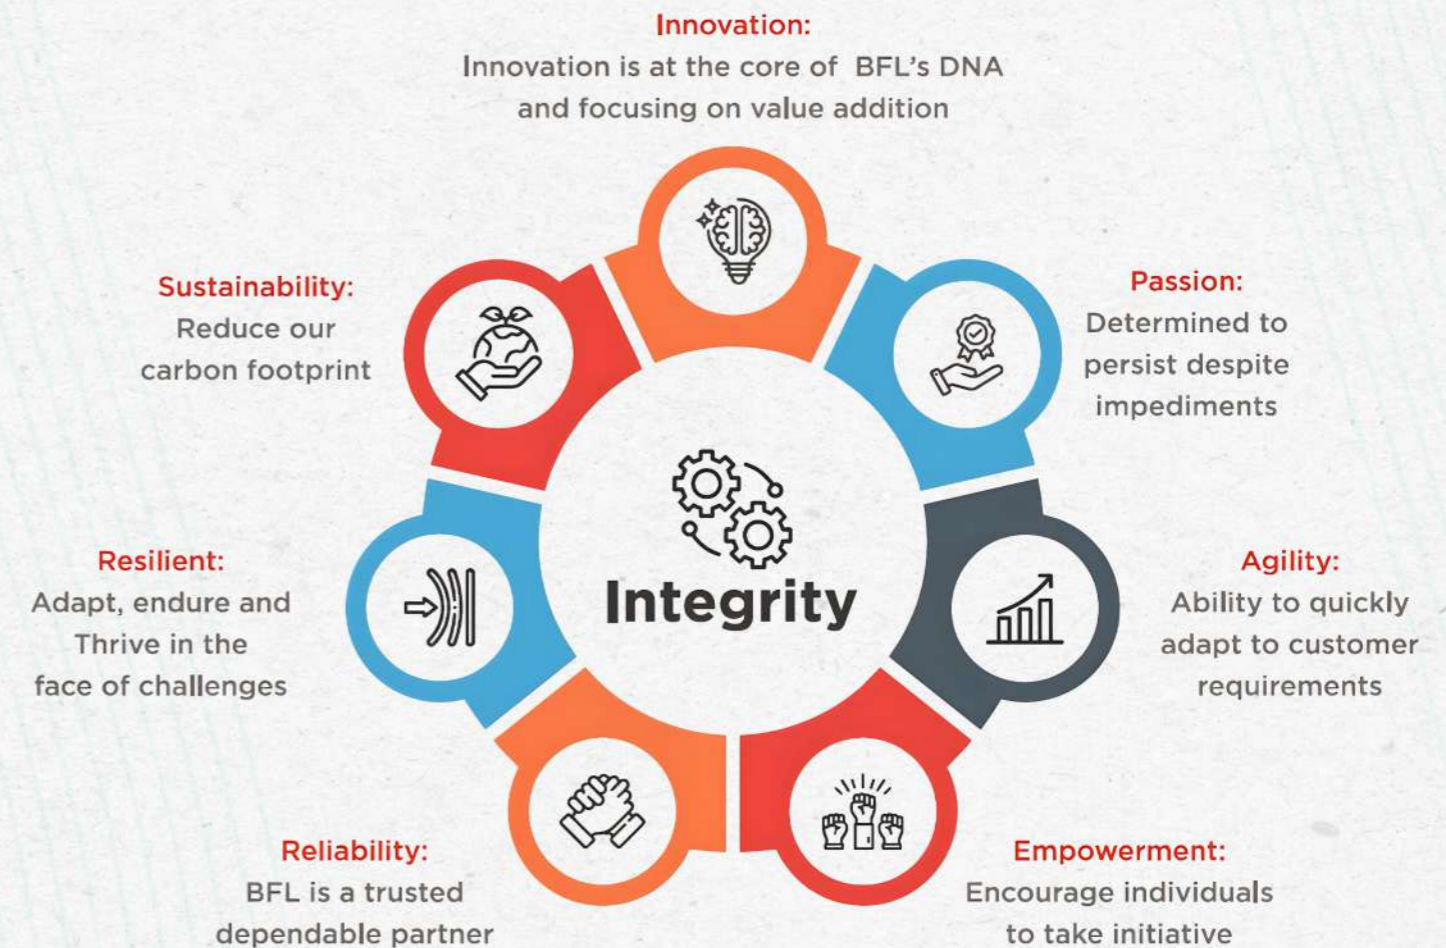 Innovation:
Innovation is at the core of BFL's DNA
and focusing on value addition
Passion:
Determined to
persist despite
impediments
Agility:
Ability to quickly
adapt to customer
requirements
Empowerment:
Encourage individuals
to take initiative
Reliability:
BFL is a trusted
dependable partner
Resilient:
Adapt, endure and
Thrive in the
face of challenges
Sustainability:
Reduce our
carbon footprint
Integrity